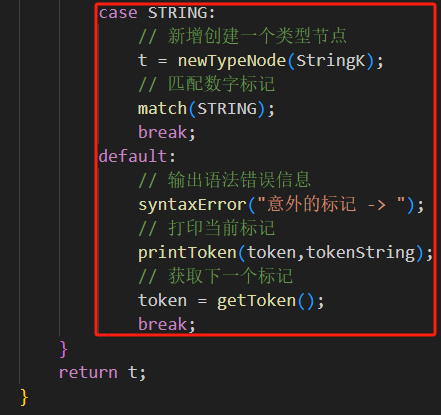 case STRING:
// 新增创建一个类型节点
t = newTypeNode(StringK);
// 匹配数字标记
match(STRING);
break;
default:
// 输出语法错误信息
syntaxError("意外的标记 -> ");
// 打印当前标记
printToken(token,tokenString);
// 获取下一个标记
token = getToken();
break;
}
return t;
}